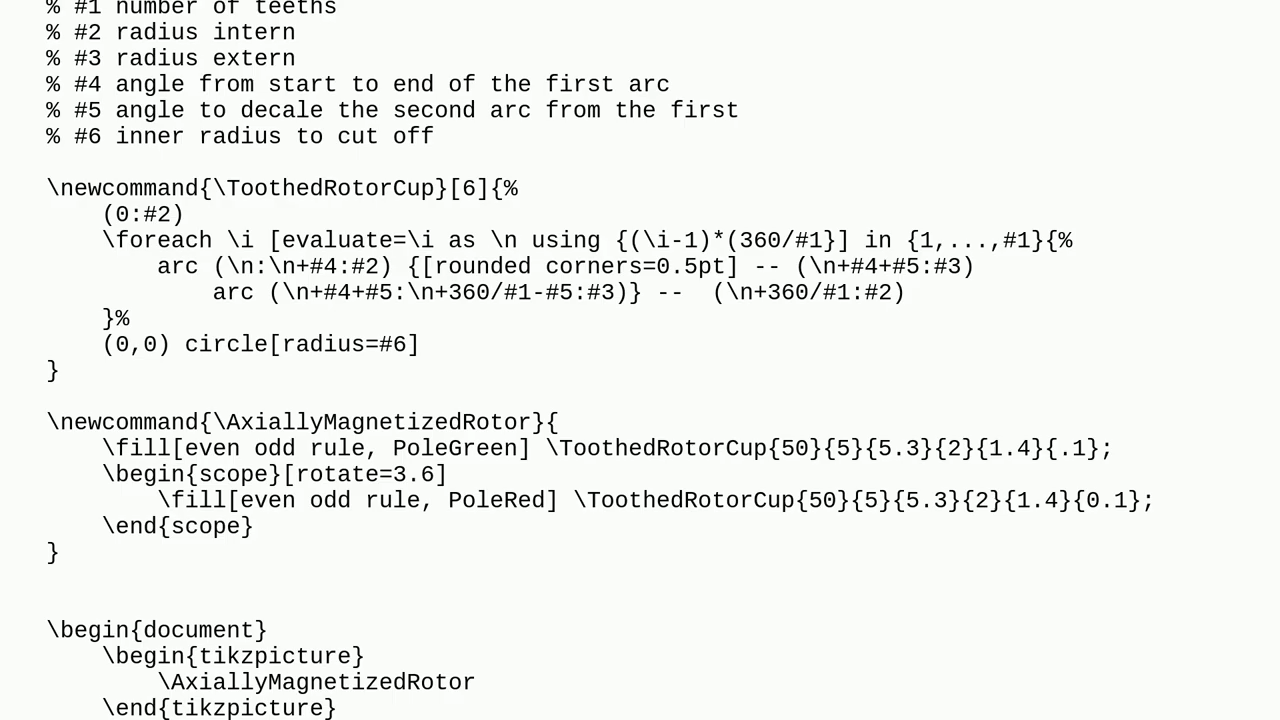 % #1 number of teeths
% #2 radius intern
% #3 radius extern
% #4 angle from start to end of the first arc
% #5 angle to decale the second arc from the first
% #6 inner radius to cut off
\newcommand{\ToothedRotorCup}[6]{%
    (0:#2)
    \foreach \i [evaluate=\i as \n using {(\i-1)*(360/#1}] in {1,...,#1}{%
        arc (\n:\n+#4:#2) {[rounded corners=0.5pt] -- (\n+#4+#5:#3)
            arc (\n+#4+#5:\n+360/#1-#5:#3)} --  (\n+360/#1:#2)
    }%
    (0,0) circle[radius=#6]
}
\newcommand{\AxiallyMagnetizedRotor}{
    \fill[even odd rule, PoleGreen] \ToothedRotorCup{50}{5}{5.3}{2}{1.4}{.1};
    \begin{scope}[rotate=3.6]
        \fill[even odd rule, PoleRed] \ToothedRotorCup{50}{5}{5.3}{2}{1.4}{0.1};
    \end{scope}
}
\begin{document}
    \begin{tikzpicture}
        \AxiallyMagnetizedRotor
    \end{tikzpicture}